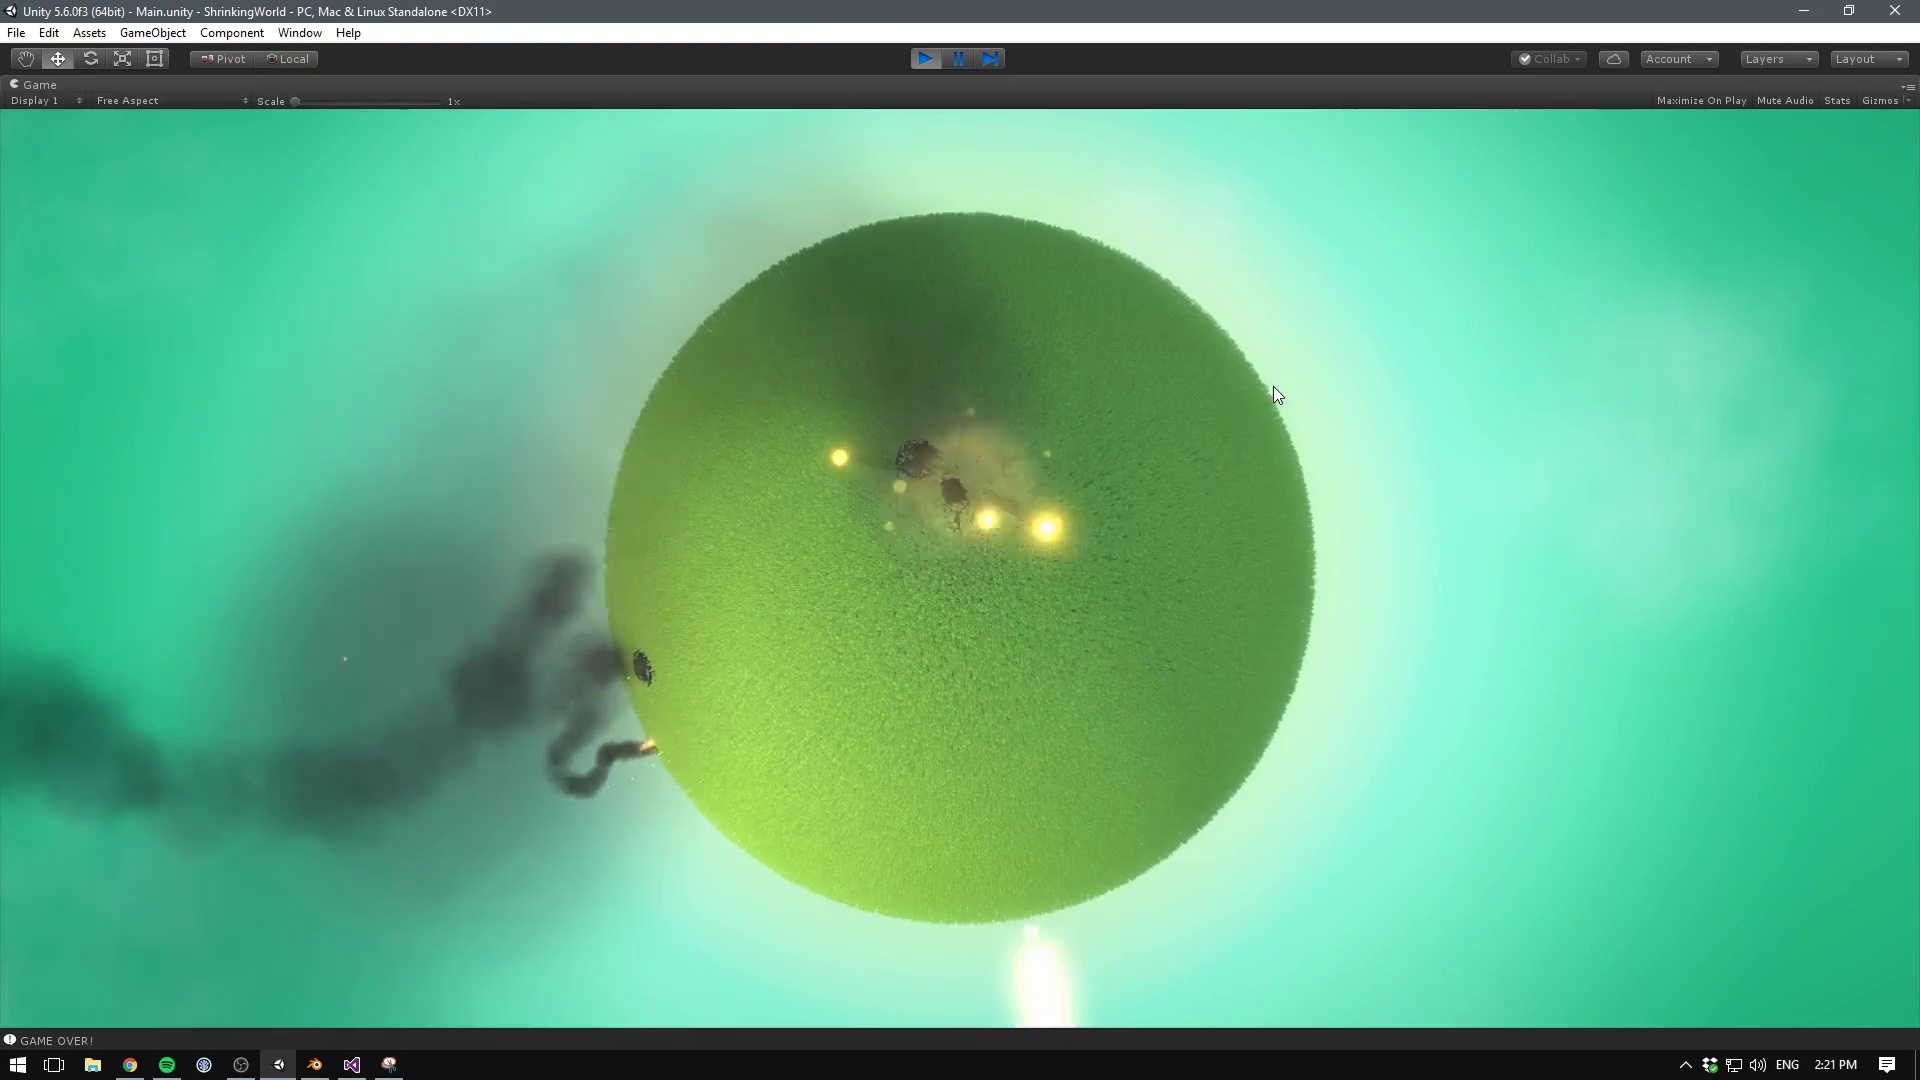 Unity 5.6.0f3 (64bit) - Main.unity - ShrinkingWorld - PC, Mac & Linux Standalone <DX11>
File Edit Assets GameObject Component Window Help
Pivot Local Collab Account Layers Layout
Game
Display 1 Free Aspect Scale 1x Maximize On Play Mute Audio Stats Gizmos
GAME OVER!
ENG 2:21 PM